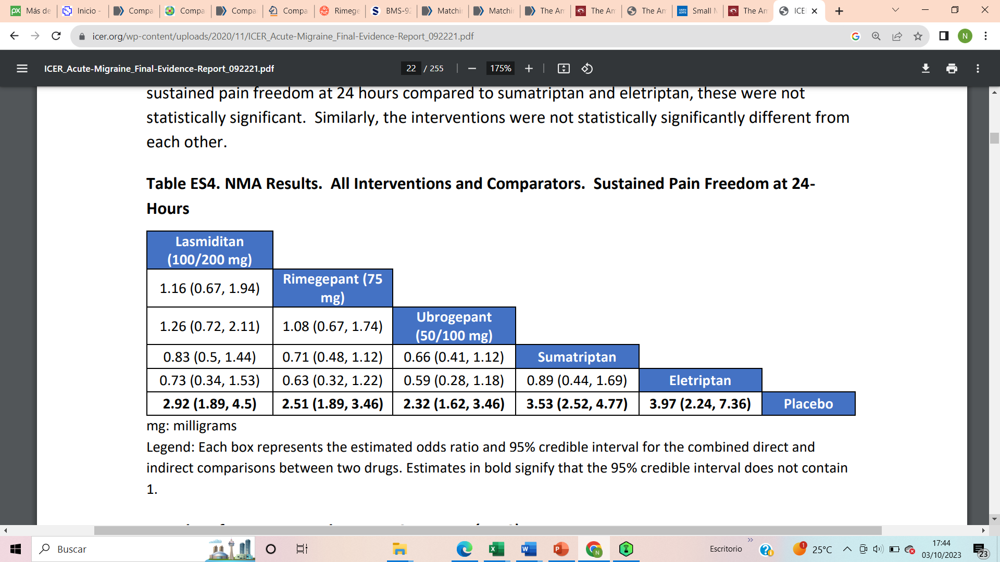 Más de
Inicio -
Compa
Compa
Compa
Compa
Rimege
BMS-92
Matchi
Matchi
The Am
The Am
The Am
Small M
The Am
ICE
icer.org/wp-content/uploads/2020/11/ICER_Acute-Migraine_Final-Evidence-Report_092221.pdf
N
ICER_Acute-Migraine_Final-Evidence-Report_092221.pdf
22 / 255
175%
sustained pain freedom at 24 hours compared to sumatriptan and eletriptan, these were not
statistically significant. Similarly, the interventions were not statistically significantly different from
each other.
Table ES4. NMA Results. All Interventions and Comparators. Sustained Pain Freedom at 24-
Hours
Lasmiditan
(100/200 mg)
1.16 (0.67, 1.94)
Rimegepant (75
mg)
1.26 (0.72, 2.11) 1.08 (0.67, 1.74)
Ubrogepant
(50/100 mg)
0.83 (0.5, 1.44) 0.71 (0.48, 1.12) 0.66 (0.41, 1.12) Sumatriptan
0.73 (0.34, 1.53) 0.63 (0.32, 1.22) 0.59 (0.28, 1.18) 0.89 (0.44, 1.69) Eletriptan
2.92 (1.89, 4.5) 2.51 (1.89, 3.46) 2.32 (1.62, 3.46) 3.53 (2.52, 4.77) 3.97 (2.24, 7.36) Placebo
mg: milligrams
Legend: Each box represents the estimated odds ratio and 95% credible interval for the combined direct and
indirect comparisons between two drugs. Estimates in bold signify that the 95% credible interval does not contain
1.
Buscar
Escritorio
1
25°C
17:44
03/10/2023
23